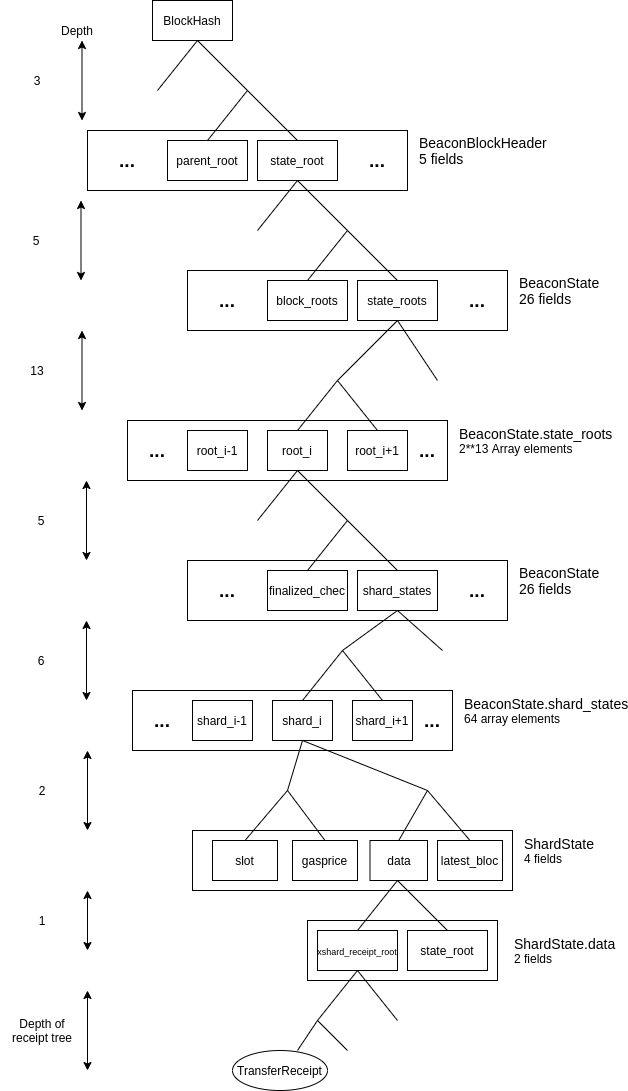 BlockHash
Depth
3
BeaconBlockHeader
5 fields
... parent_root state_root ...
5
BeaconState
26 fields
... block_roots state_roots ...
13
BeaconState.state_roots
2**13 Array elements
... root_i-1 root_i root_i+1 ...
5
BeaconState
26 fields
... finalized_chec shard_states ...
6
BeaconState.shard_states
64 array elements
... shard_i-1 shard_i shard_i+1 ...
2
ShardState
4 fields
slot gasprice data latest_bloc
1
ShardState.data
2 fields
xshard_receipt_root state_root
Depth of
receipt tree
TransferReceipt